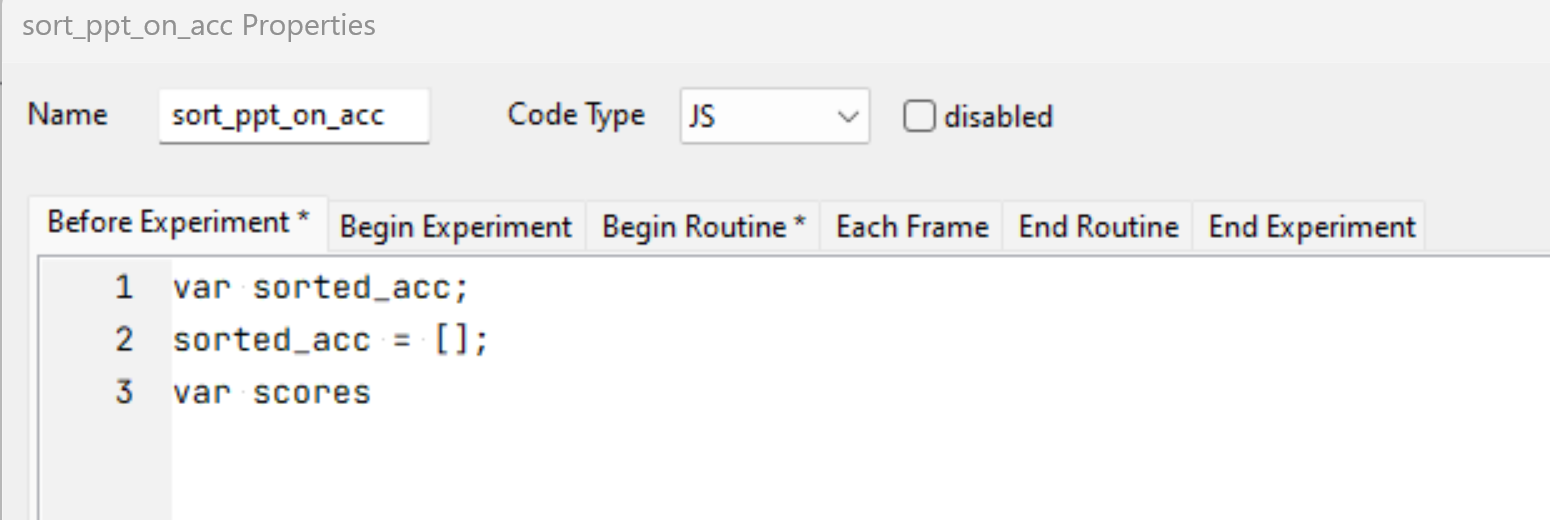 sort_ppt_on_acc Properties
Name sort_ppt_on_acc Code Type JS disabled
Before Experiment * Begin Experiment Begin Routine * Each Frame End Routine End Experiment
1 var sorted_acc;
2 sorted_acc = [];
3 var scores